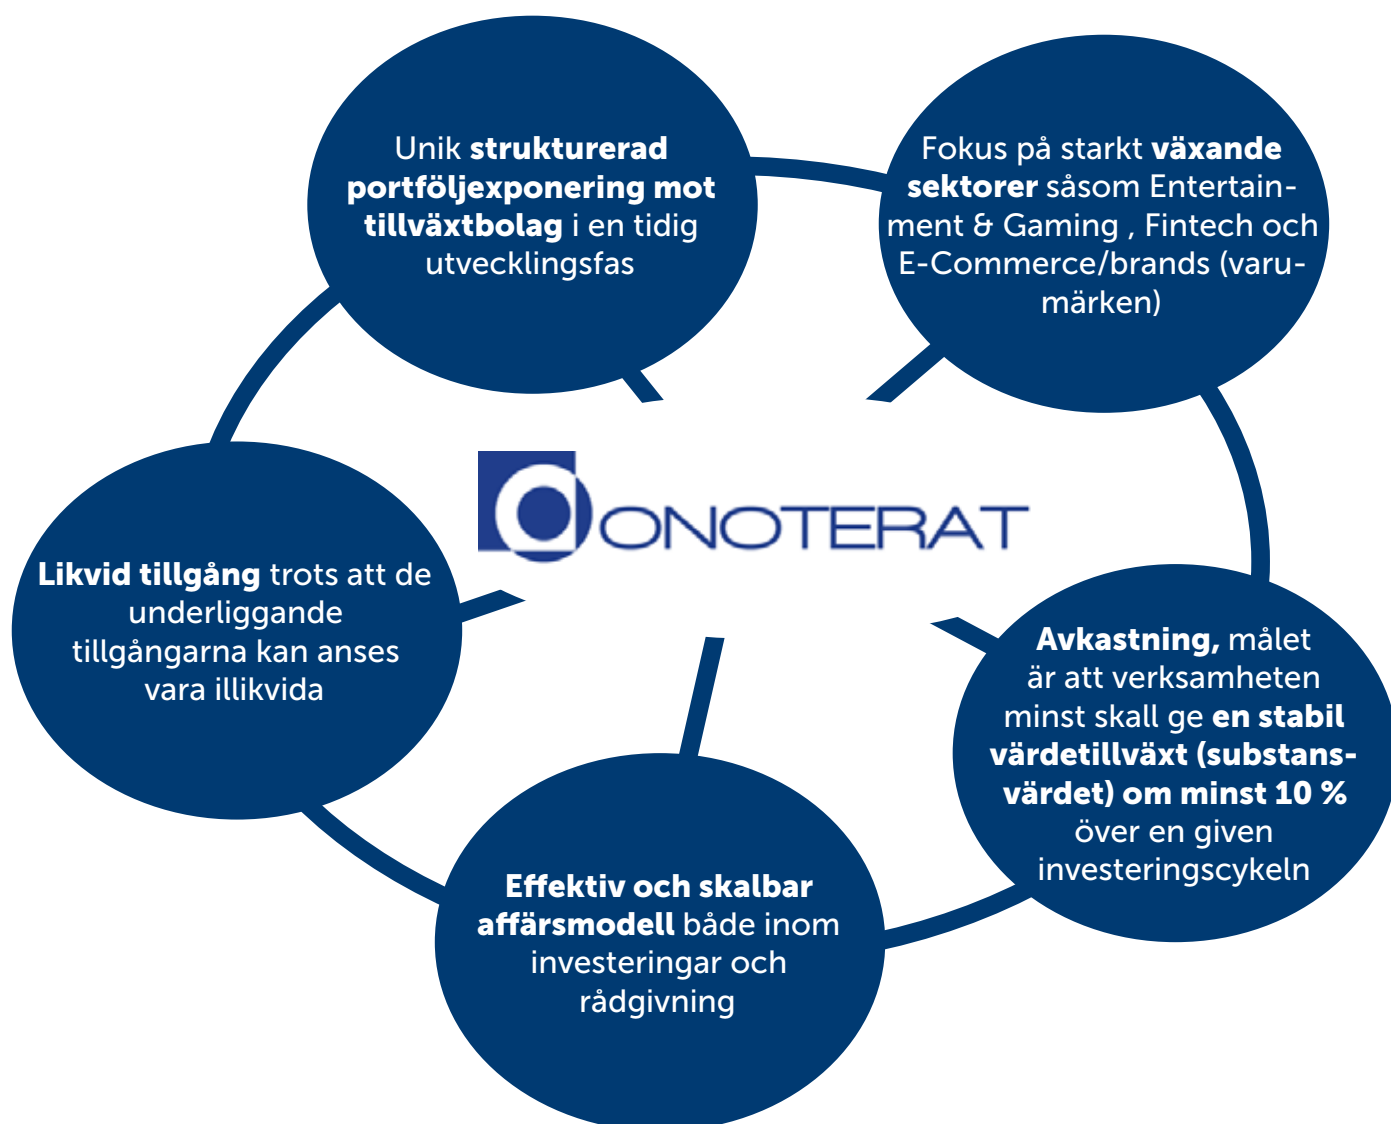 Unik strukturerad
portföljexponering mot
tillväxtbolag i en tidig
utvecklingsfas
Fokus på starkt växande
sektorer såsom Entertain-
ment & Gaming , Fintech och
E-Commerce/brands (varu-
märken)
ONOTERAT
Likvid tillgång trots att de
underliggande
tillgångarna kan anses
vara illikvida
Avkastning, målet
är att verksamheten
minst skall ge en stabil
värdetillväxt (substans-
värdet) om minst 10 %
över en given
investeringscykeln
Effektiv och skalbar
affärsmodell både inom
investeringar och
rådgivning